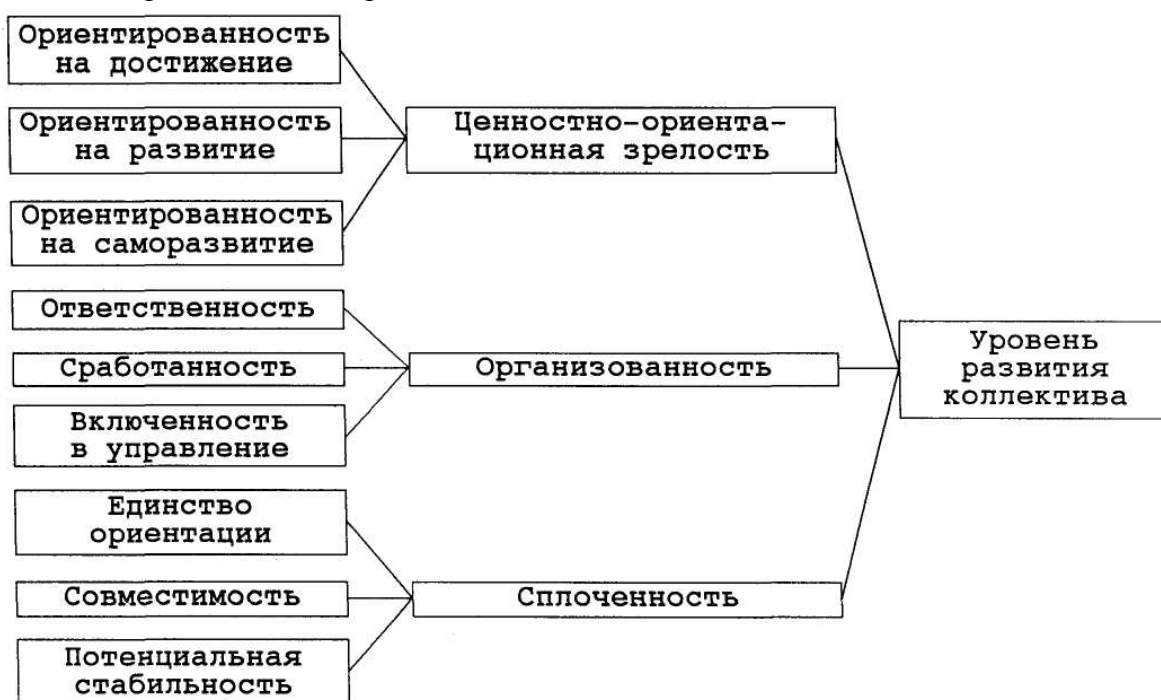 Ориентированность
на достижение
Ориентированность
на развитие
Ориентированность
на саморазвитие
Ценностно-ориента-
ционная зрелость
Ответственность
Сработанность
Включенность
в управление
Организованность
Единство
ориентации
Совместимость
Потенциальная
стабильность
Сплоченность
Уровень
развития
коллектива